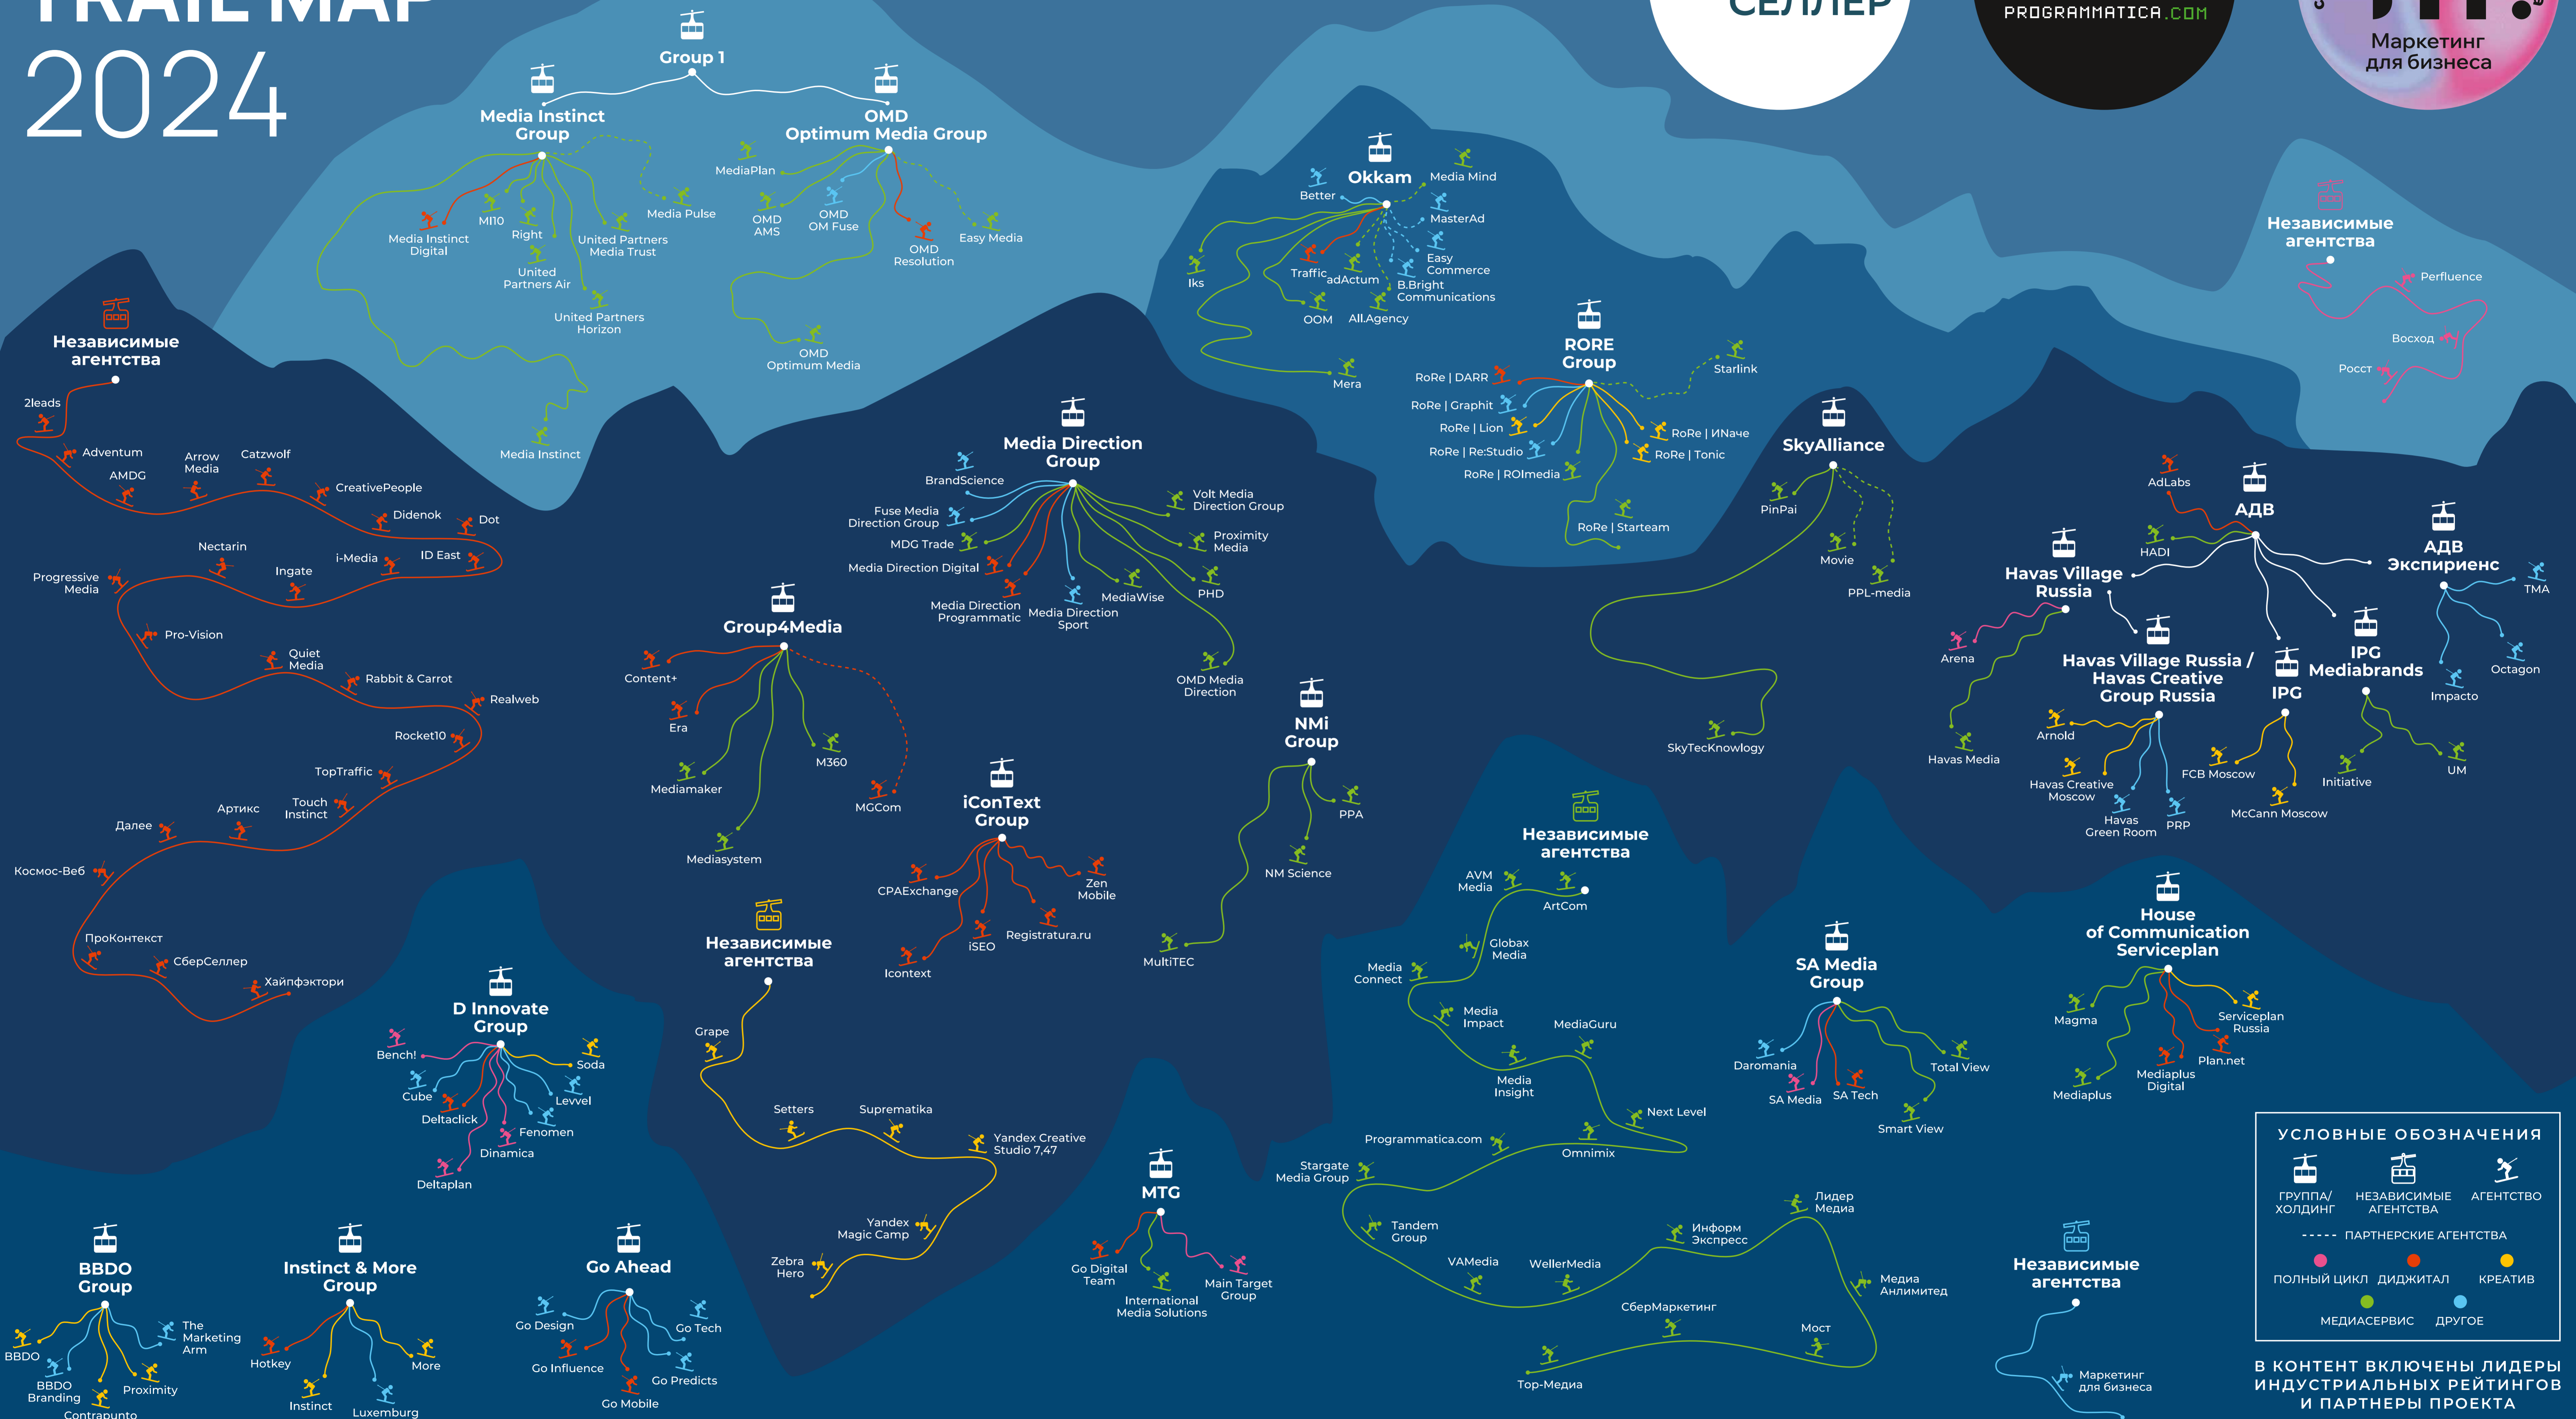 TRAIL MAP
2024
СЕЛЛЕР
PROGRAMMATICA.COM
Маркетинг
для бизнеса
Group 1
Media Instinct
Group
OMD
Optimum Media Group
Media Instinct
Digital
MI10
Right
United
Partners Air
United Partners
Media Trust
United Partners
Horizon
Media Pulse
Media Instinct
MediaPlan
OMD
AMS
OMD
OM Fuse
OMD
Resolution
Easy Media
OMD
Optimum Media
Okkam
Better
Media Mind
MasterAd
Easy
Commerce
B.Bright
Communications
Iks
Traffic
adActum
OOM
All.Agency
Mera
RORE
Group
RoRe | DARR
RoRe | Graphit
RoRe | Lion
RoRe | Re:Studio
RoRe | ROImedia
RoRe | Starteam
RoRe | Tonic
RoRe | ИNаче
Starlink
Независимые
агентства
Perfluence
Восход
Росст
Независимые
агентства
2leads
Adventum
AMDG
Arrow
Media
Catzwolf
CreativePeople
Didenok
Dot
ID East
i-Media
Ingate
Nectarin
Progressive
Media
Pro-Vision
Quiet
Media
Rabbit & Carrot
Realweb
Rocket10
TopTraffic
Touch
Instinct
Артикс
Далее
Космос-Веб
ПроКонтекст
СберСеллер
Хайпфэктори
Media Direction
Group
BrandScience
Fuse Media
Direction Group
MDG Trade
Media Direction Digital
Media Direction
Programmatic
Media Direction
Sport
MediaWise
PHD
Proximity
Media
Volt Media
Direction Group
OMD Media
Direction
SkyAlliance
PinPai
Movie
PPL-media
SkyTecKnowlogy
АДВ
AdLabs
HADI
Havas Village
Russia
Arena
Havas Media
Havas Village Russia /
Havas Creative
Group Russia
Arnold
Havas Creative
Moscow
Havas
Green Room
PRP
IPG
FCB Moscow
McCann Moscow
IPG
Mediabrands
Initiative
UM
АДВ
Экспириенс
TMA
Octagon
Impacto
Group4Media
Content+
Era
Mediamaker
Mediasystem
M360
MGCom
iConText
Group
CPAExchange
Icontext
iSEO
Registratura.ru
Zen
Mobile
NMi
Group
PPA
NM Science
MultiTEC
Независимые
агентства
Grape
Setters
Suprematika
Yandex Creative
Studio 7,47
Yandex
Magic Camp
Zebra
Hero
Независимые
агентства
ArtCom
AVM
Media
Globax
Media
Media
Connect
Media
Impact
Media
Insight
MediaGuru
Next Level
Omnimix
Programmatica.com
Stargate
Media Group
Tandem
Group
VAMedia
WellerMedia
Информ
Экспресс
Лидер
Медиа
Медиа
Анлимитед
Мост
СберМаркетинг
Тор-Медиа
SA Media
Group
Daromania
SA Media
SA Tech
Smart View
Total View
House
of Communication
Serviceplan
Magma
Mediaplus
Mediaplus
Digital
Plan.net
Serviceplan
Russia
D Innovate
Group
Bench!
Cube
Deltaclick
Deltaplan
Dinamica
Fenomen
Levvel
Soda
MTG
Go Digital
Team
International
Media Solutions
Main Target
Group
BBDO
Group
BBDO
BBDO
Branding
Contrapunto
Proximity
The
Marketing
Arm
Instinct & More
Group
Hotkey
Instinct
Luxemburg
More
Go Ahead
Go Design
Go Influence
Go Mobile
Go Predicts
Go Tech
Независимые
агентства
Маркетинг
для бизнеса
УСЛОВНЫЕ ОБОЗНАЧЕНИЯ
ГРУППА/
ХОЛДИНГ
НЕЗАВИСИМЫЕ
АГЕНТСТВА
АГЕНТСТВО
ПАРТНЕРСКИЕ АГЕНТСТВА
ПОЛНЫЙ ЦИКЛ
ДИДЖИТАЛ
КРЕАТИВ
МЕДИАСЕРВИС
ДРУГОЕ
В КОНТЕНТ ВКЛЮЧЕНЫ ЛИДЕРЫ
ИНДУСТРИАЛЬНЫХ РЕЙТИНГОВ
И ПАРТНЕРЫ ПРОЕКТА